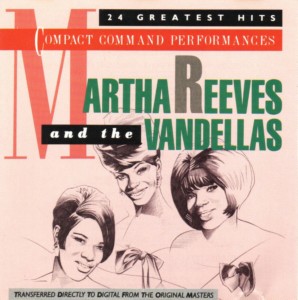 24 GREATEST HITS
COMPACT COMMAND PERFORMANCES
MARTHA REEVES
and the VANDELLAS
TRANSFERRED DIRECTLY TO DIGITAL FROM THE ORIGINAL MASTERS